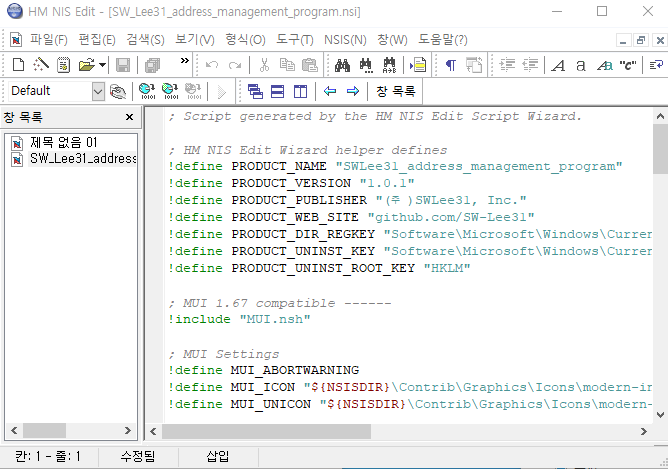 HM NIS Edit - [SW_Lee31_address_management_program.nsi]
파일(F) 편집(E) 검색(S) 보기(V) 형식(O) 도구(T) NSIS(N) 창(W) 도움말(?)
Default 창 목록
창 목록
제목 없음 01
SW_Lee31_address
; Script generated by the HM NIS Edit Script Wizard.
; HM NIS Edit Wizard helper defines
!define PRODUCT_NAME "SWLee31_address_management_program"
!define PRODUCT_VERSION "1.0.1"
!define PRODUCT_PUBLISHER "(주)SWLee31, Inc."
!define PRODUCT_WEB_SITE "github.com/SW-Lee31"
!define PRODUCT_DIR_REGKEY "Software\Microsoft\Windows\Curren
!define PRODUCT_UNINST_KEY "Software\Microsoft\Windows\Curren
!define PRODUCT_UNINST_ROOT_KEY "HKLM"
; MUI 1.67 compatible ------
!include "MUI.nsh"
; MUI Settings
!define MUI_ABORTWARNING
!define MUI_ICON "${NSISDIR}\Contrib\Graphics\Icons\modern-in
!define MUI_UNICON "${NSISDIR}\Contrib\Graphics\Icons\modern-
칸: 1 - 줄: 1 수정됨 삽입